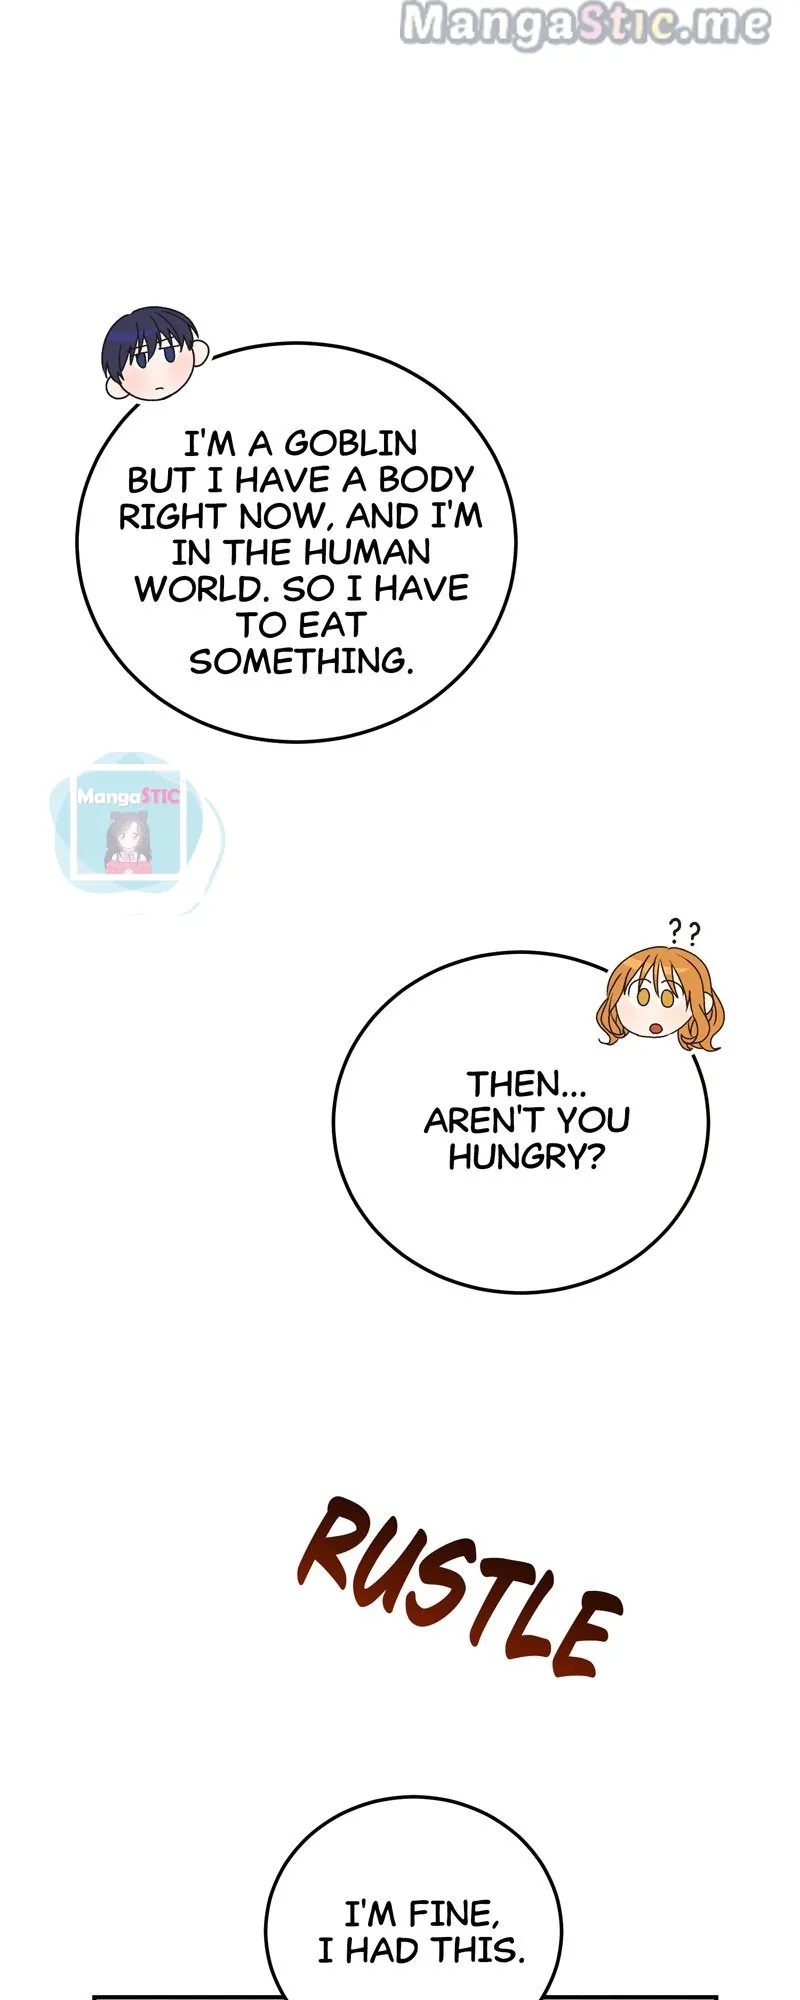 MangaStic.me
I'M A GOBLIN
BUT I HAVE A BODY
RIGHT NOW, AND I'M
IN THE HUMAN
WORLD. SO I HAVE
TO EAT
SOMETHING.
MangaSTIC
??
THEN...
AREN'T YOU
HUNGRY?
RUSTLE
I'M FINE,
I HAD THIS.